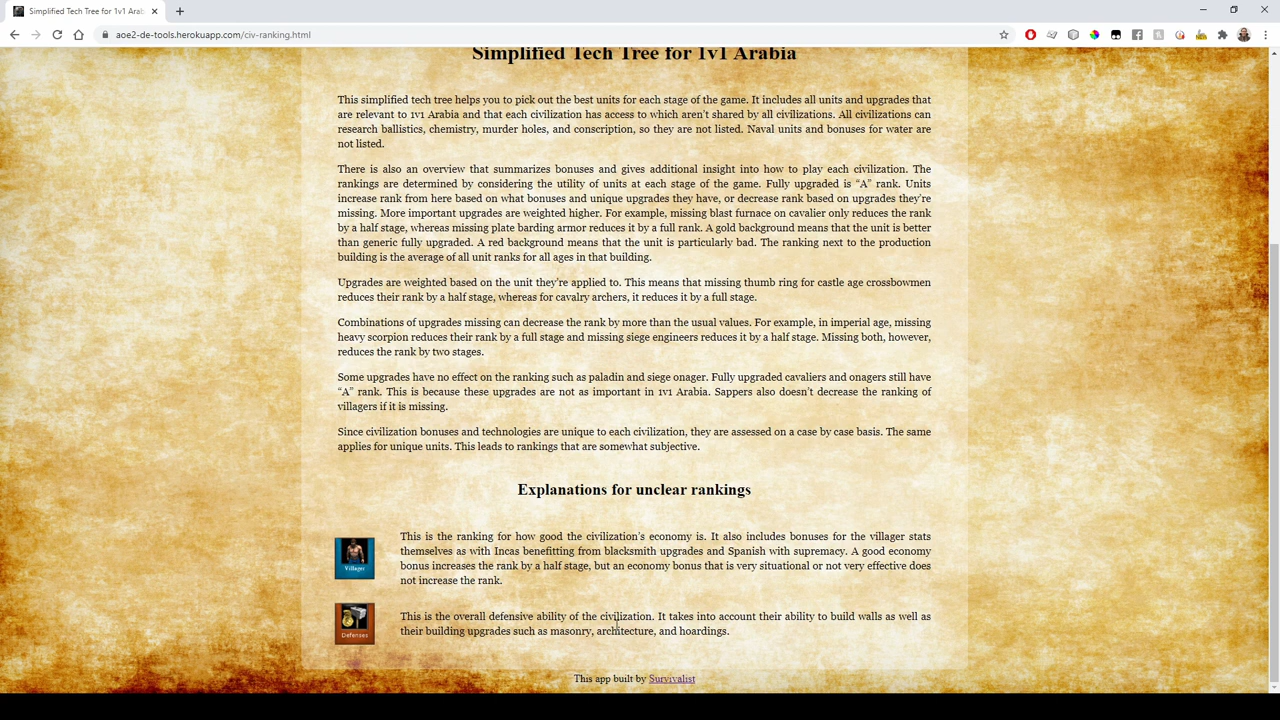 Simplified Tech Tree for 1v1 Arab
aoe2-de-tools.herokuapp.com/civ-ranking.html
Simplified Tech Tree for 1v1 Arabia
This simplified tech tree helps you to pick out the best units for each stage of the game. It includes all units and upgrades that
are relevant to 1v1 Arabia and that each civilization has access to which aren't shared by all civilizations. All civilizations can
research ballistics, chemistry, murder holes, and conscription, so they are not listed. Naval units and bonuses for water are
not listed.
There is also an overview that summarizes bonuses and gives additional insight into how to play each civilization. The
rankings are determined by considering the utility of units at each stage of the game. Fully upgraded is “A” rank. Units
increase rank from here based on what bonuses and unique upgrades they have, or decrease rank based on upgrades they're
missing. More important upgrades are weighted higher. For example, missing blast furnace on cavalier only reduces the rank
by a half stage, whereas missing plate barding armor reduces it by a full rank. A gold background means that the unit is better
than generic fully upgraded. A red background means that the unit is particularly bad. The ranking next to the production
building is the average of all unit ranks for all ages in that building.
Upgrades are weighted based on the unit they're applied to. This means that missing thumb ring for castle age crossbowmen
reduces their rank by a half stage, whereas for cavalry archers, it reduces it by a full stage.
Combinations of upgrades missing can decrease the rank by more than the usual values. For example, in imperial age, missing
heavy scorpion reduces their rank by a full stage and missing siege engineers reduces it by a half stage. Missing both, however,
reduces the rank by two stages.
Some upgrades have no effect on the ranking such as paladin and siege onager. Fully upgraded cavaliers and onagers still have
“A” rank. This is because these upgrades are not as important in 1v1 Arabia. Sappers also doesn't decrease the ranking of
villagers if it is missing.
Since civilization bonuses and technologies are unique to each civilization, they are assessed on a case by case basis. The same
applies for unique units. This leads to rankings that are somewhat subjective.
Explanations for unclear rankings
This is the ranking for how good the civilization's economy is. It also includes bonuses for the villager stats
themselves as with Incas benefitting from blacksmith upgrades and Spanish with supremacy. A good economy
bonus increases the rank by a half stage, but an economy bonus that is very situational or not very effective does
not increase the rank.
Villager
This is the overall defensive ability of the civilization. It takes into account their ability to build walls as well as
their building upgrades such as masonry, architecture, and hoardings.
Defenses
This app built by Survivalist